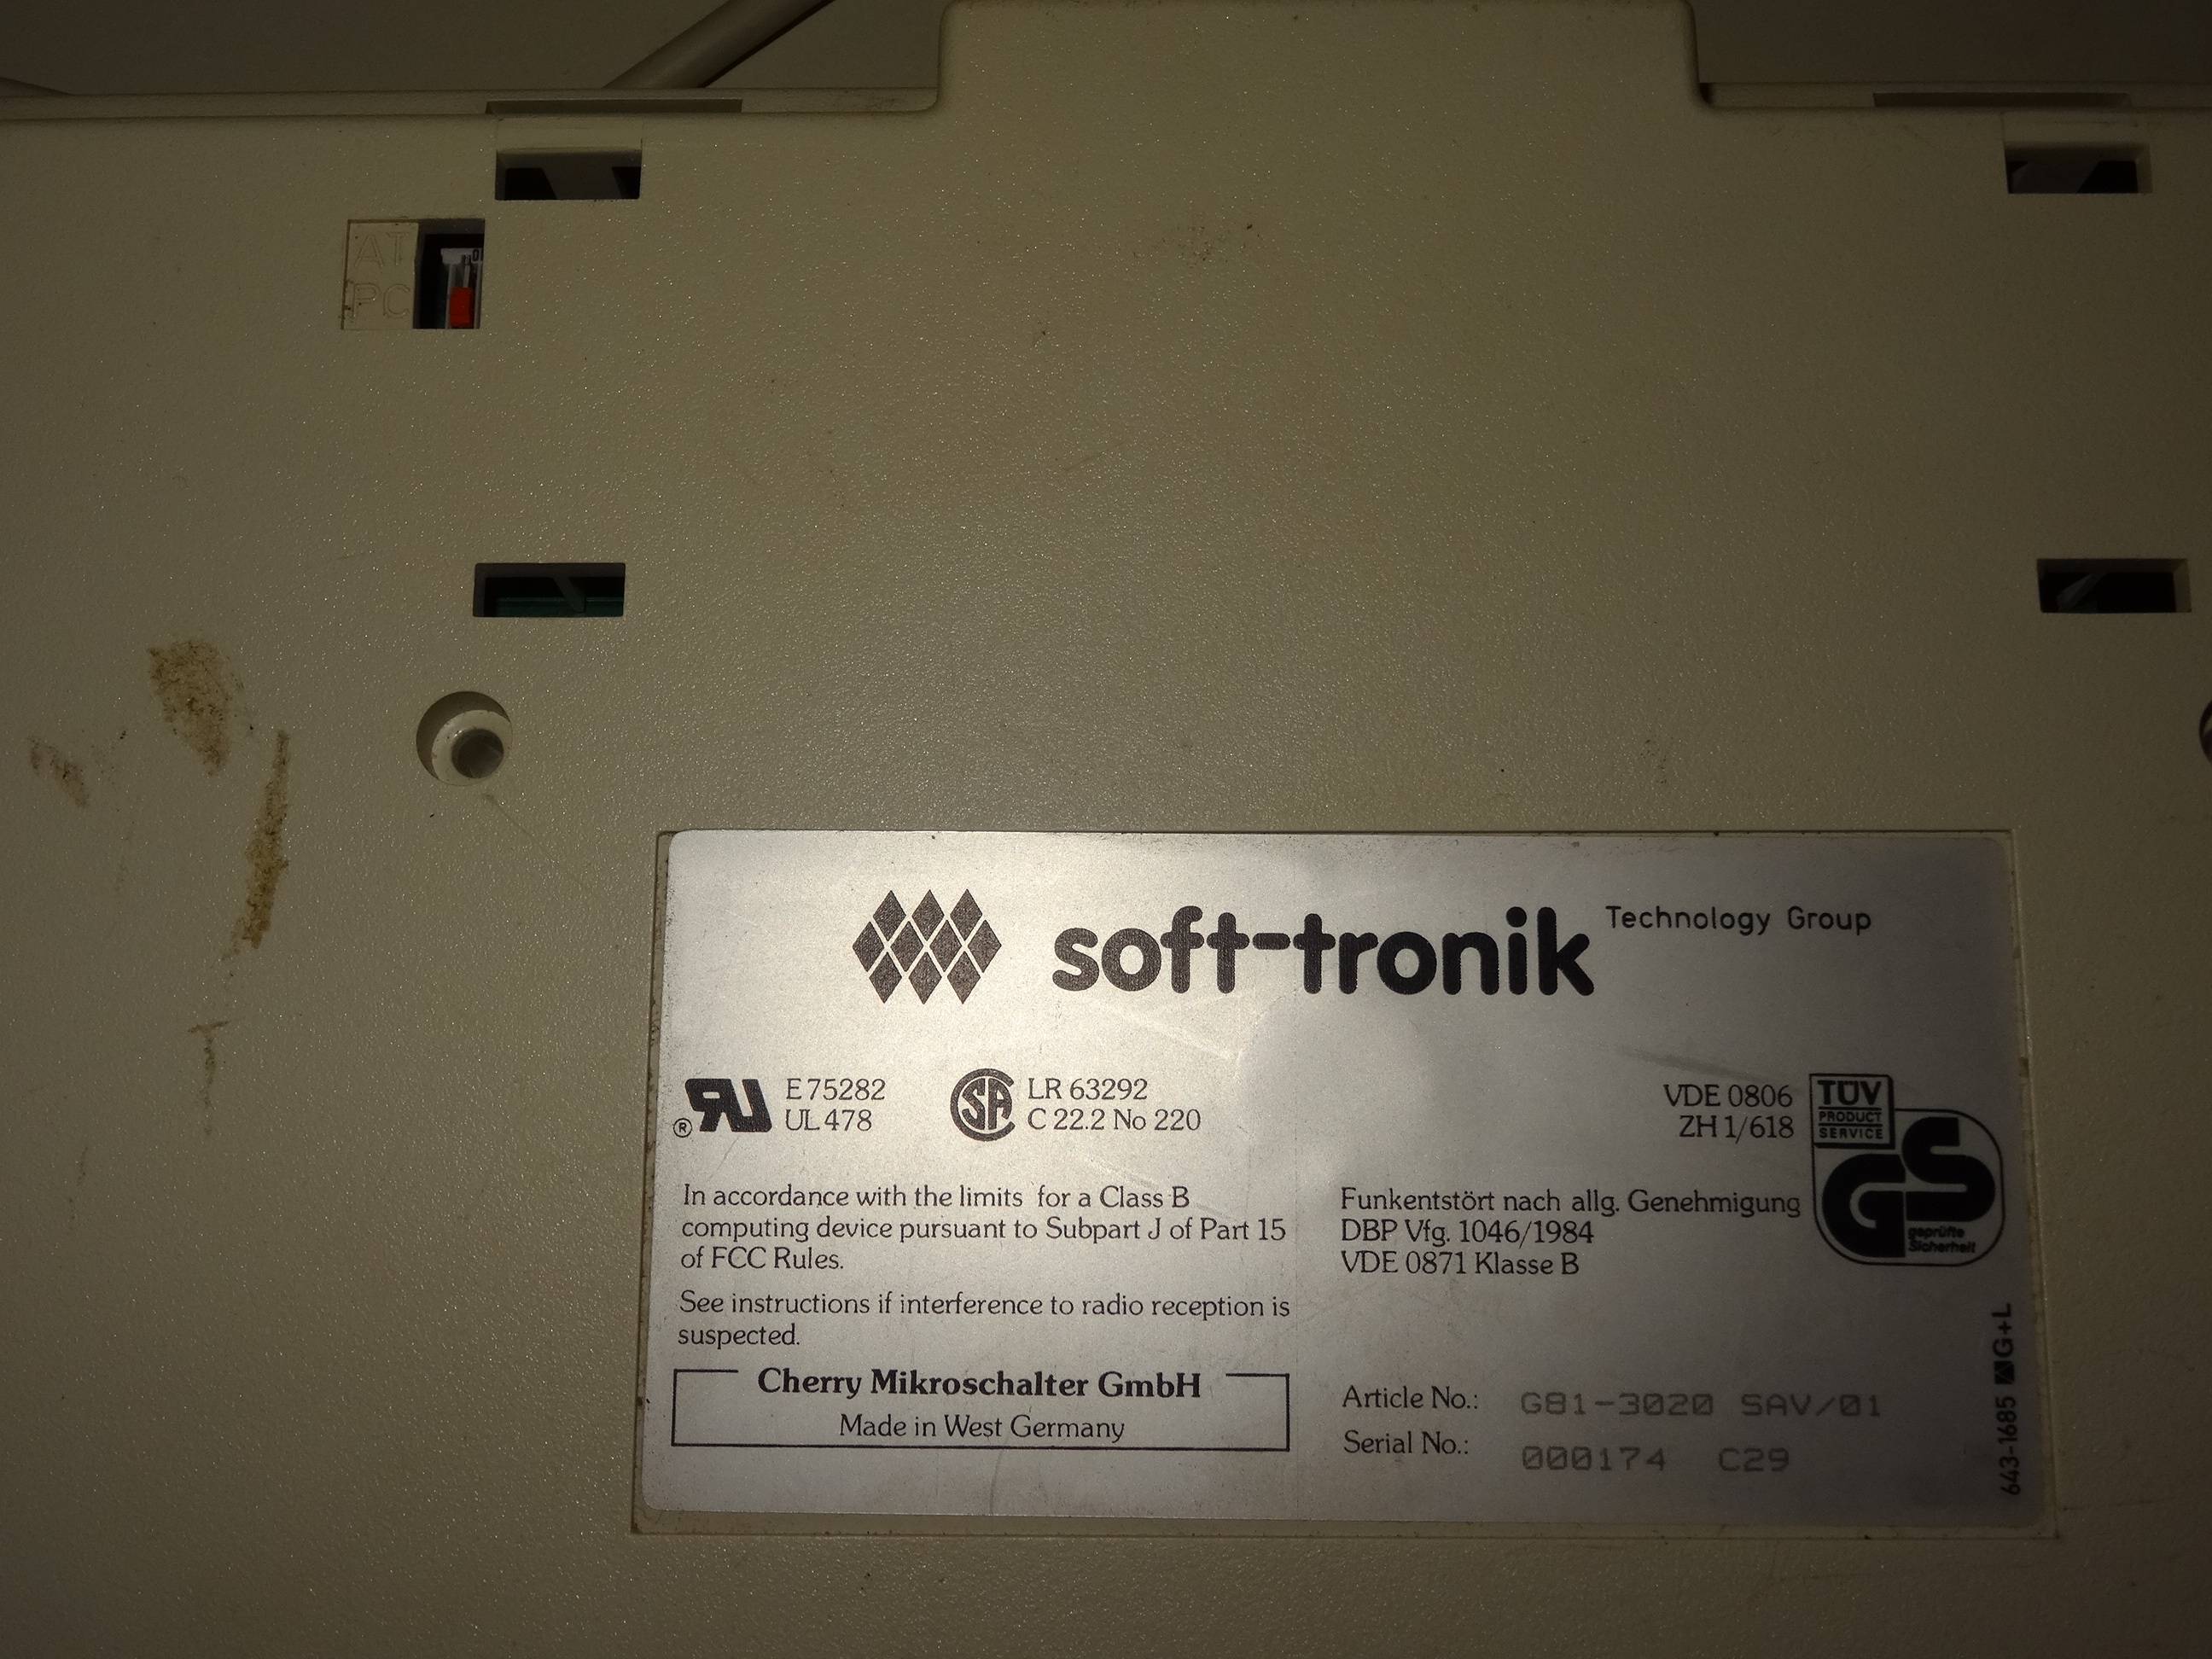 AT
PC
soft-tronik Technology Group
E 75282
UL 478
LR 63292
C 22.2 No 220
VDE 0806
ZH 1/618
TÜV
PRODUCT
SERVICE
GS
geprüfte
Sicherheit
In accordance with the limits for a Class B
computing device pursuant to Subpart J of Part 15
of FCC Rules.
See instructions if interference to radio reception is
suspected.
Funkentstört nach allg. Genehmigung
DBP Vfg. 1046/1984
VDE 0871 Klasse B
Cherry Mikroschalter GmbH
Made in West Germany
Article No.: G81-3020 SAV/01
Serial No.: 000174 C29
643-1685 G+L